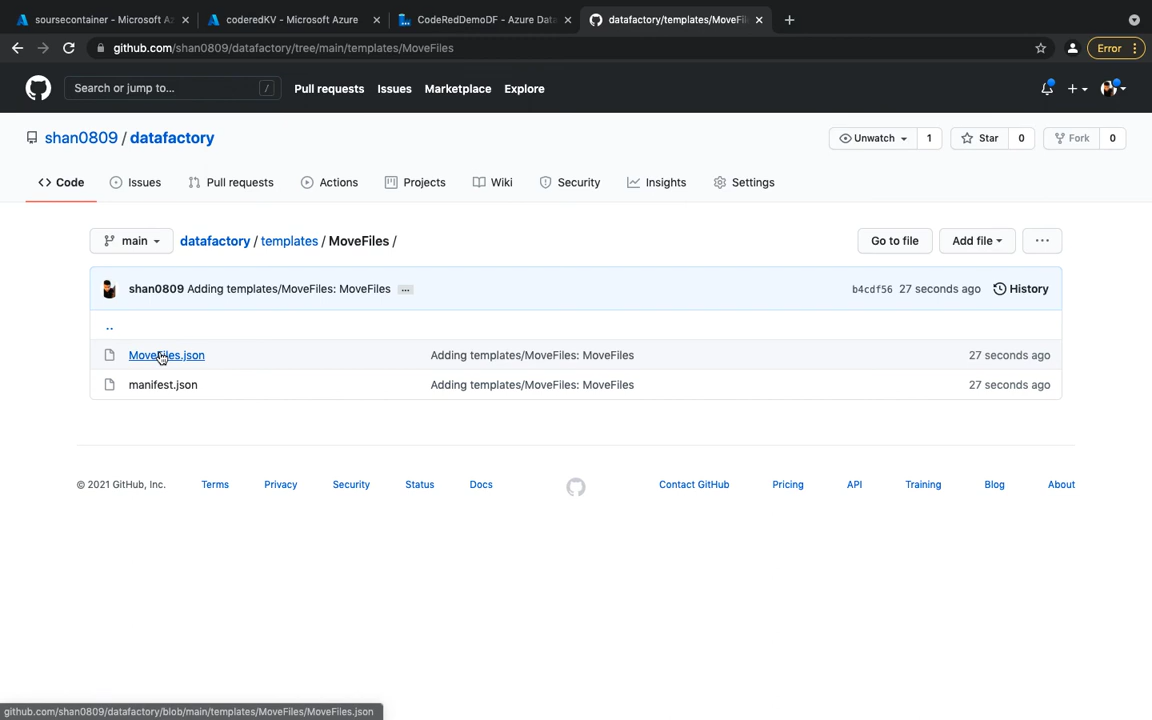 soursecontainer - Microsoft Az
coderedKV - Microsoft Azure
CodeRedDemoDF - Azure Data
datafactory/templates/MoveFil
github.com/shan0809/datafactory/tree/main/templates/MoveFiles
Error
Search or jump to...
/
Pull requests
Issues
Marketplace
Explore
shan0809 / datafactory
Unwatch
1
Star
0
Fork
0
Code
Issues
Pull requests
Actions
Projects
Wiki
Security
Insights
Settings
main
datafactory / templates / MoveFiles /
Go to file
Add file
...
shan0809 Adding templates/MoveFiles: MoveFiles ...
b4cdf56 27 seconds ago
History
..
MoveFiles.json
Adding templates/MoveFiles: MoveFiles
27 seconds ago
manifest.json
Adding templates/MoveFiles: MoveFiles
27 seconds ago
© 2021 GitHub, Inc.
Terms
Privacy
Security
Status
Docs
Contact GitHub
Pricing
API
Training
Blog
About
github.com/shan0809/datafactory/blob/main/templates/MoveFiles/MoveFiles.json